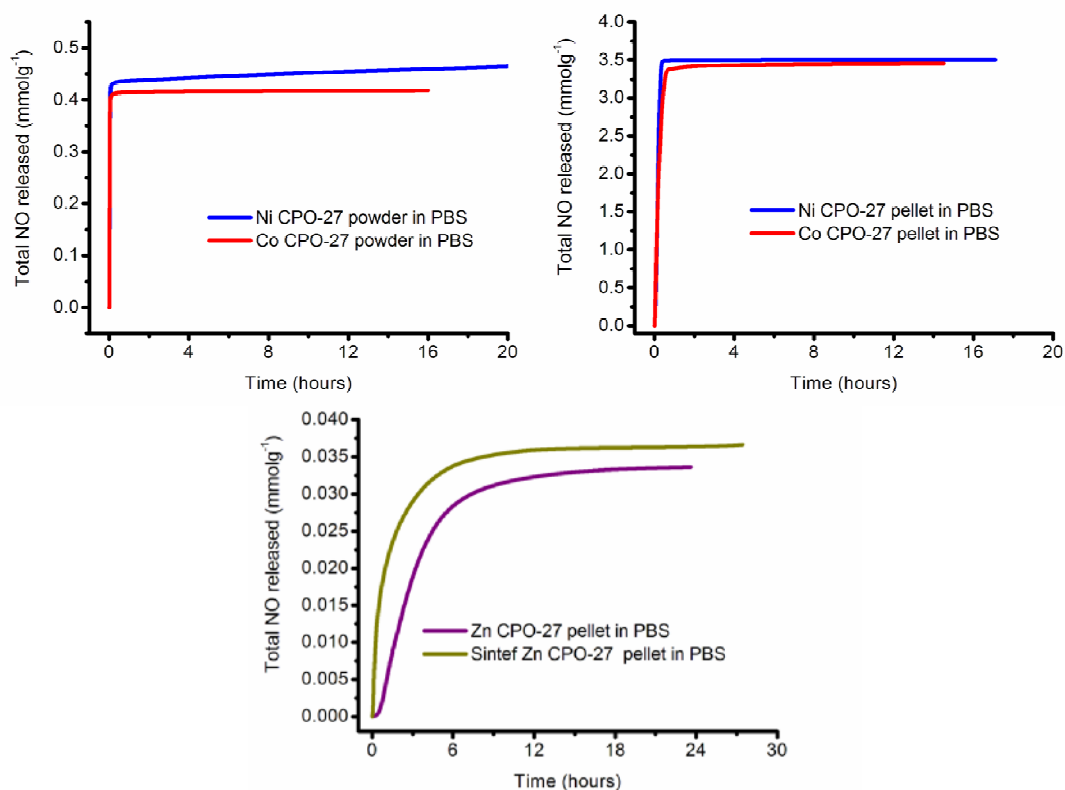 Total NO released (mmolg⁻¹)
0.5
0.4
0.3
0.2
0.1
0.0
Ni CPO-27 powder in PBS
Co CPO-27 powder in PBS
0 4 8 12 16 20
Time (hours)
Total NO released (mmolg⁻¹)
4.0
3.5
3.0
2.5
2.0
1.5
1.0
0.5
0.0
Ni CPO-27 pellet in PBS
Co CPO-27 pellet in PBS
0 4 8 12 16 20
Time (hours)
Total NO released (mmolg⁻¹)
0.040
0.035
0.030
0.025
0.020
0.015
0.010
0.005
0.000
Zn CPO-27 pellet in PBS
Sintef Zn CPO-27 pellet in PBS
0 6 12 18 24 30
Time (hours)